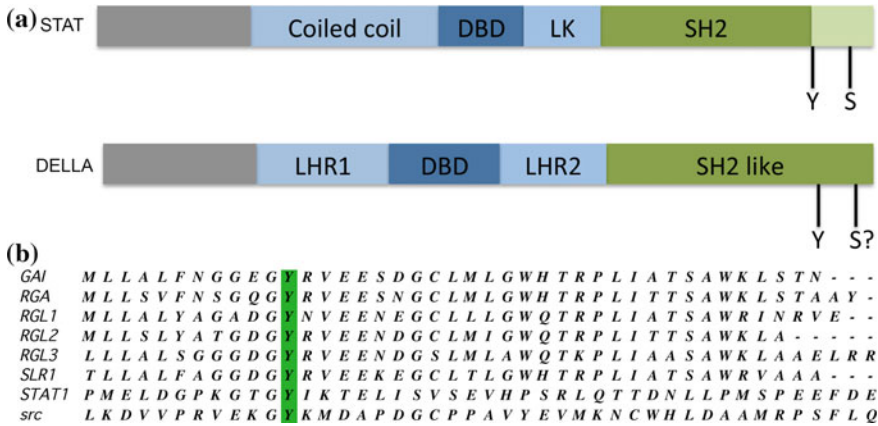 (a) STAT Coiled coil DBD LK SH2
Y S
DELLA LHR1 DBD LHR2 SH2 like
Y S?
(b)
GAI M L L A L F N G G E G Y R V E E S D G C L M L G W H T R P L I A T S A W K L S T N - - -
RGA M L L S V F N S G Q G Y R V E E S N G C L M L G W H T R P L I T T S A W K L S T A A Y -
RGL1 M L L A L Y A G A D G Y N V E E N E G C L L L G W Q T R P L I A T S A W R I N R V E - -
RGL2 M L L S L Y A T G D G Y R V E E N D G C L M I G W Q T R P L I T T S A W K L A - - - - -
RGL3 L L L A L S G G G D G Y R V E E N D G S L M L A W Q T K P L I A A S A W K L A A E L R R
SLR1 T L L A L F A G G D G Y R V E E K E G C L T L G W H T R P L I A T S A W R V A A A - - -
STAT1 P M E L D G P K G T G Y I K T E L I S V S E V H P S R L Q T T D N L L P M S P E E F D E
src L K D V V P R V E K G Y K M D A P D G C P P A V Y E V M K N C W H L D A A M R P S F L Q